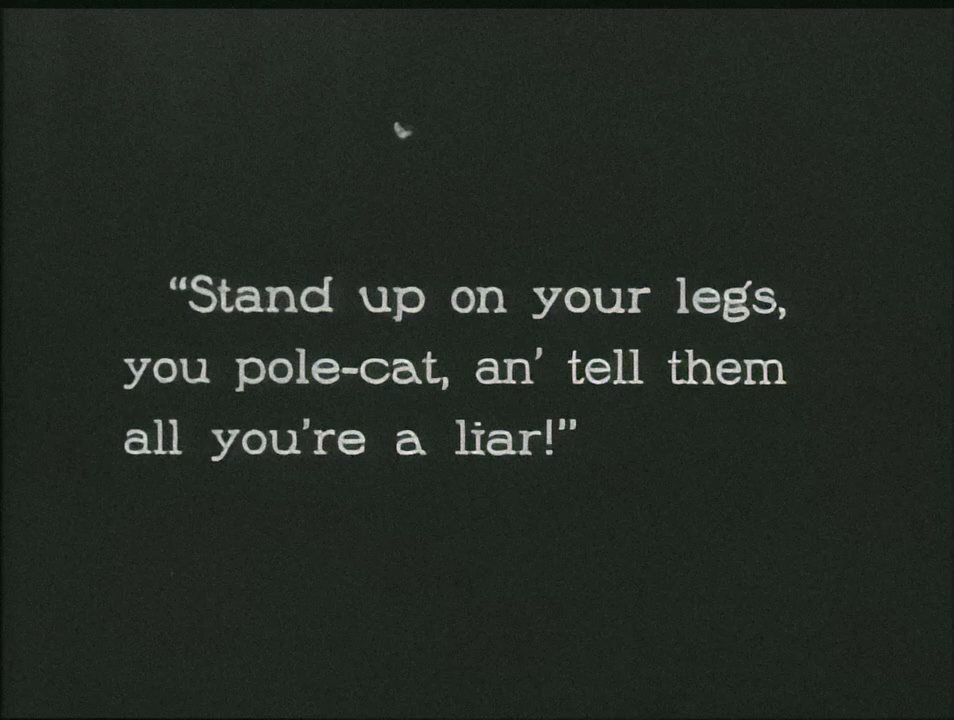 “Stand up on your legs,
you pole-cat, an’ tell them
all you’re a liar!”